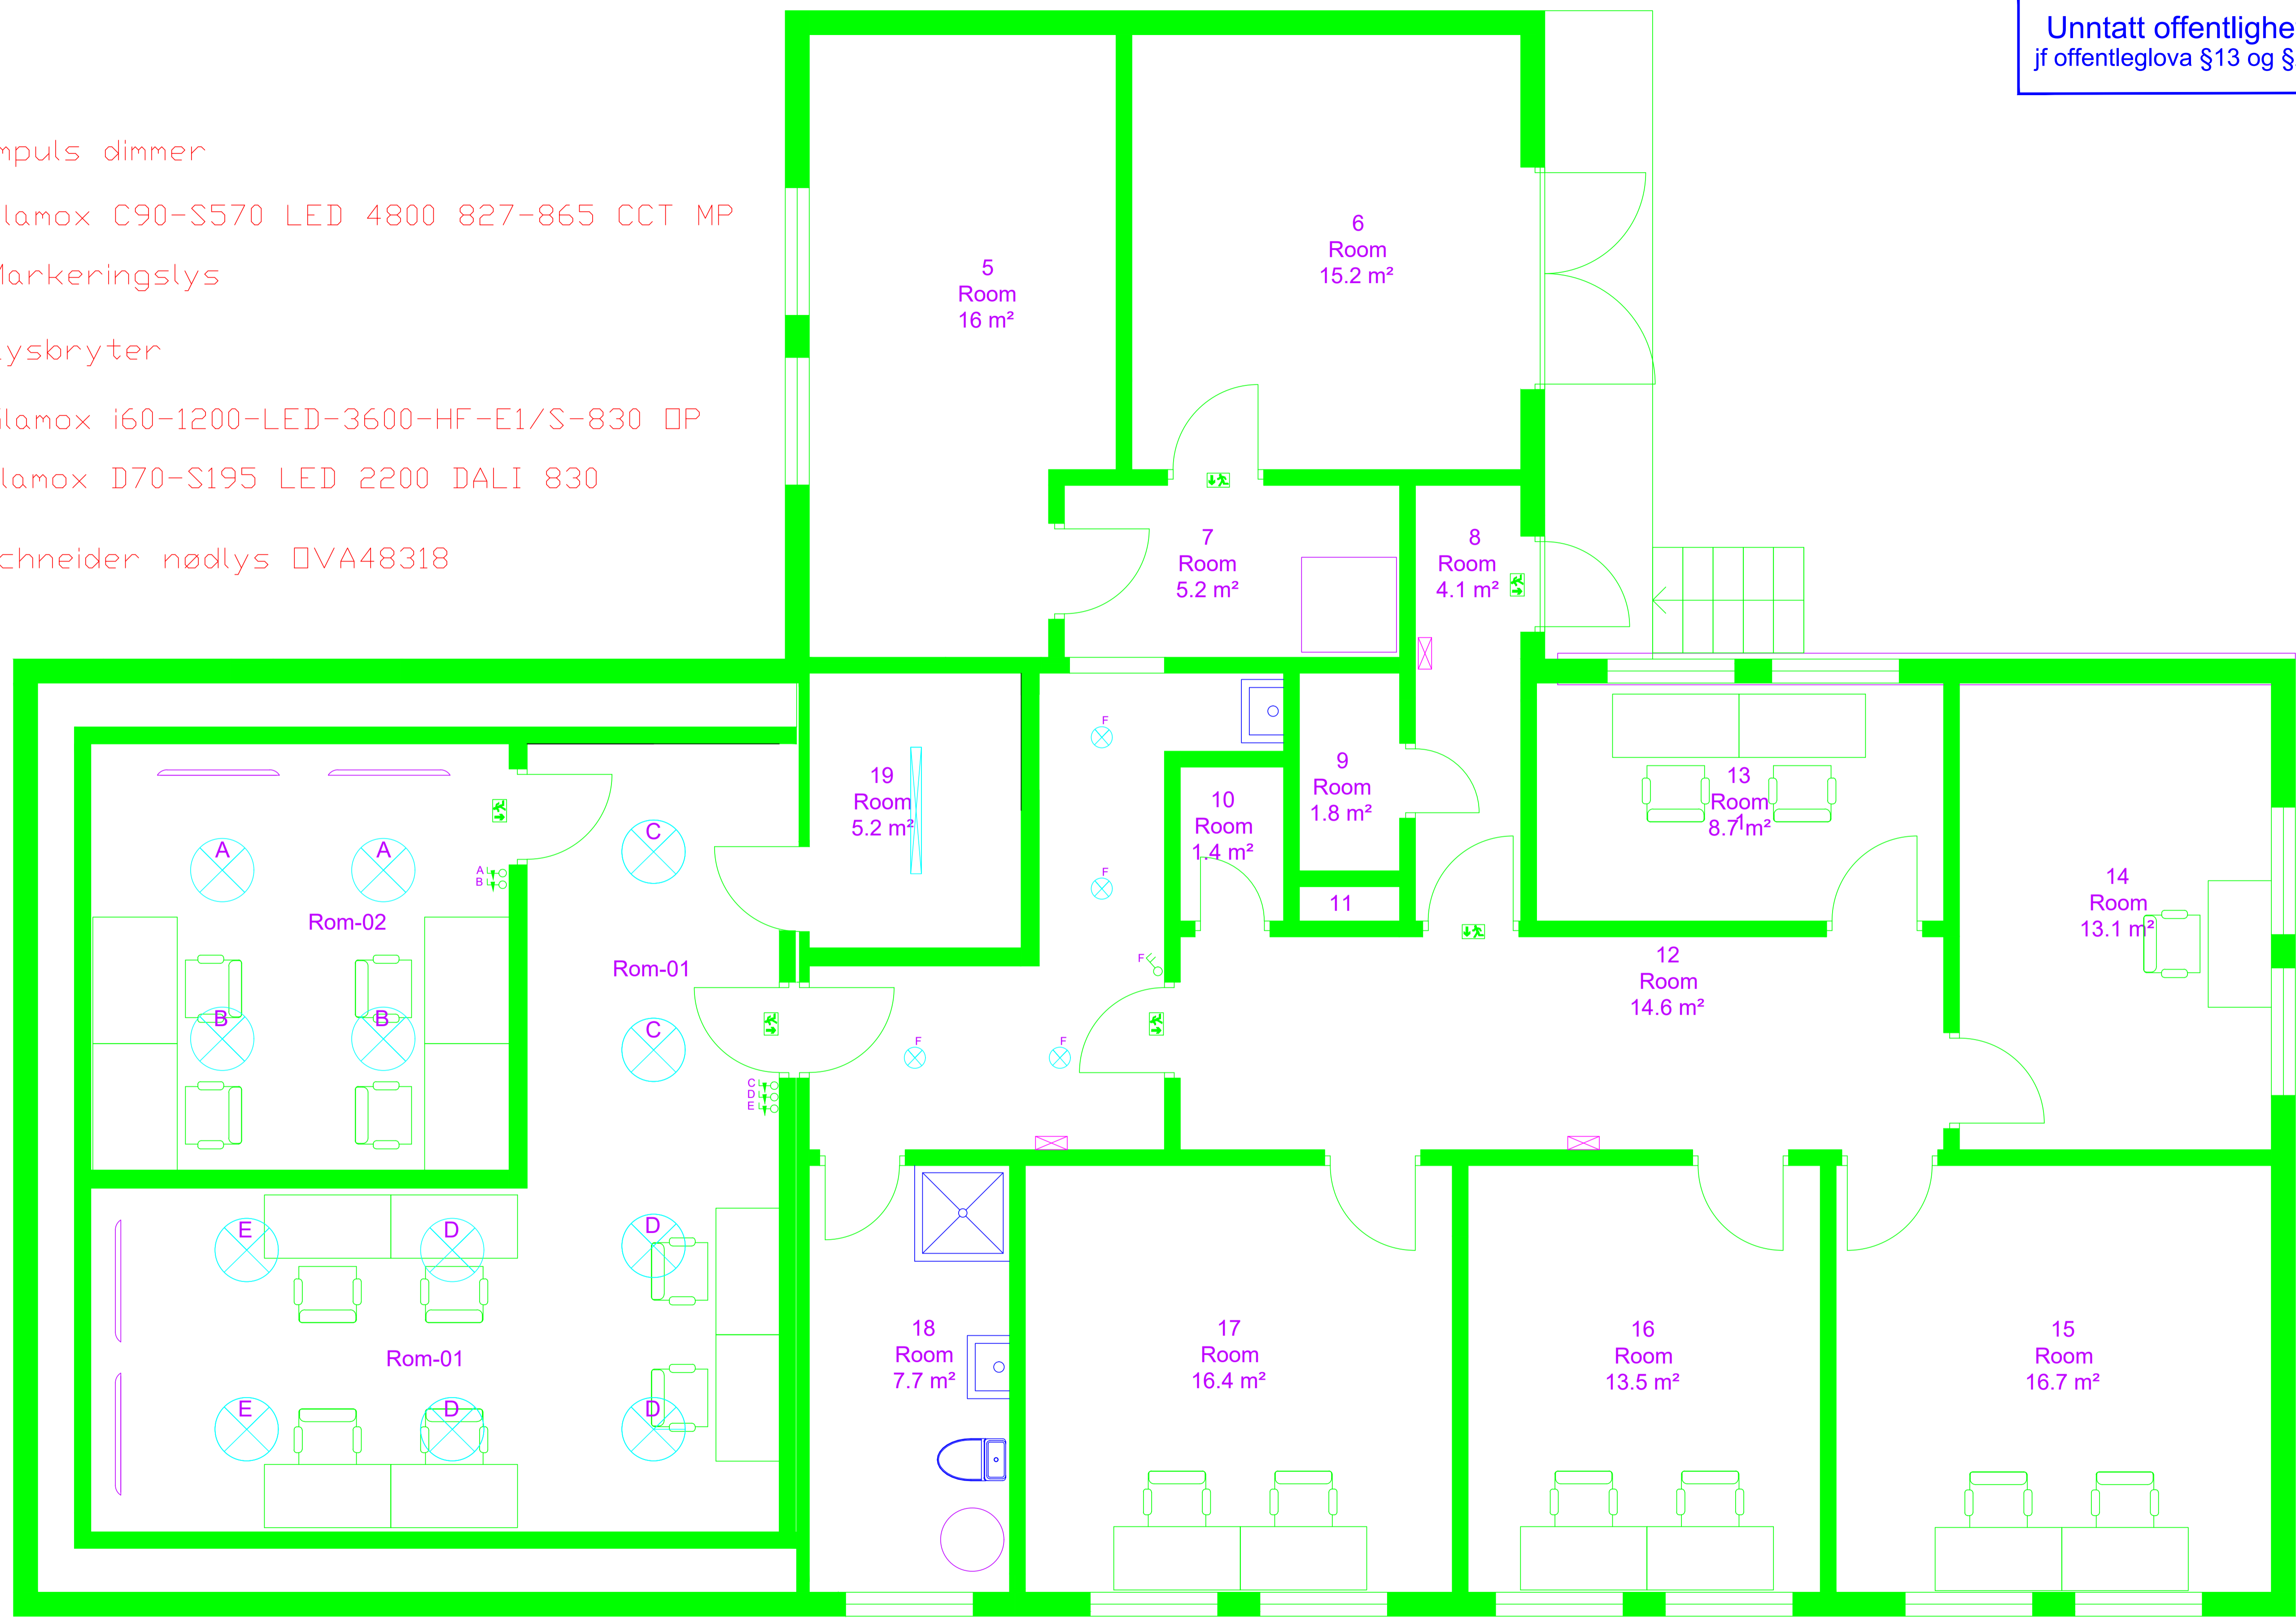 Unntatt offentlighe
jf offentleglova §13 og §
mpuls dimmer
lamox C90-S570 LED 4800 827-865 CCT MP
Markeringslys
ysbryter
lamox i60-1200-LED-3600-HF-E1/S-830 □P
lamox D70-S195 LED 2200 DALI 830
chneider nødlys □VA48318
5
Room
16 m²
6
Room
15.2 m²
7
Room
5.2 m²
8
Room
4.1 m²
19
Room
5.2 m²
F
F
10
Room
1.4 m²
9
Room
1.8 m²
11
13
Room
1
8.7 m²
14
Room
13.1 m²
A
A
A
B
Rom-02
B
B
C
Rom-01
C
C
D
E
F
F
F
12
Room
14.6 m²
E
D
D
Rom-01
E
D
D
18
Room
7.7 m²
17
Room
16.4 m²
16
Room
13.5 m²
15
Room
16.7 m²